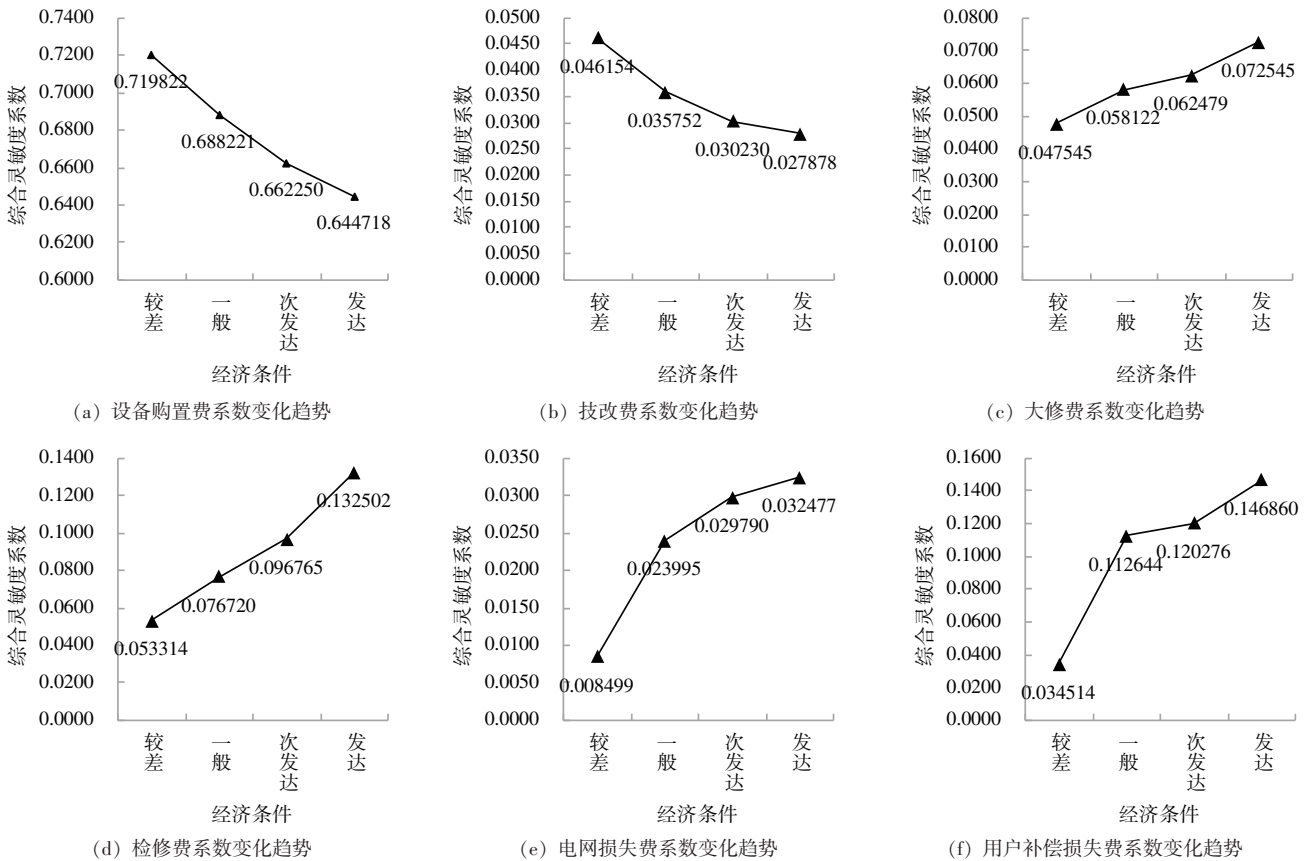 综合灵敏度系数
0.7400
0.7200
0.7000
0.6800
0.6600
0.6400
0.6200
0.6000
0.719822
0.688221
0.662250
0.644718
较差
一般
次发达
发达
经济条件
(a) 设备购置费系数变化趋势
综合灵敏度系数
0.0500
0.0450
0.0400
0.0350
0.0300
0.0250
0.0200
0.0150
0.0100
0.0050
0.0000
0.046154
0.035752
0.030230
0.027878
较差
一般
次发达
发达
经济条件
(b) 技改费系数变化趋势
综合灵敏度系数
0.0800
0.0700
0.0600
0.0500
0.0400
0.0300
0.0200
0.0100
0.0000
0.047545
0.058122
0.062479
0.072545
较差
一般
次发达
发达
经济条件
(c) 大修费系数变化趋势
综合灵敏度系数
0.1400
0.1200
0.1000
0.0800
0.0600
0.0400
0.0200
0.0000
0.053314
0.076720
0.096765
0.132502
较差
一般
次发达
发达
经济条件
(d) 检修费系数变化趋势
综合灵敏度系数
0.0350
0.0300
0.0250
0.0200
0.0150
0.0100
0.0050
0.0000
0.008499
0.023995
0.029790
0.032477
较差
一般
次发达
发达
经济条件
(e) 电网损失费系数变化趋势
综合灵敏度系数
0.1600
0.1400
0.1200
0.1000
0.0800
0.0600
0.0400
0.0200
0.0000
0.034514
0.112644
0.120276
0.146860
较差
一般
次发达
发达
经济条件
(f) 用户补偿损失费系数变化趋势